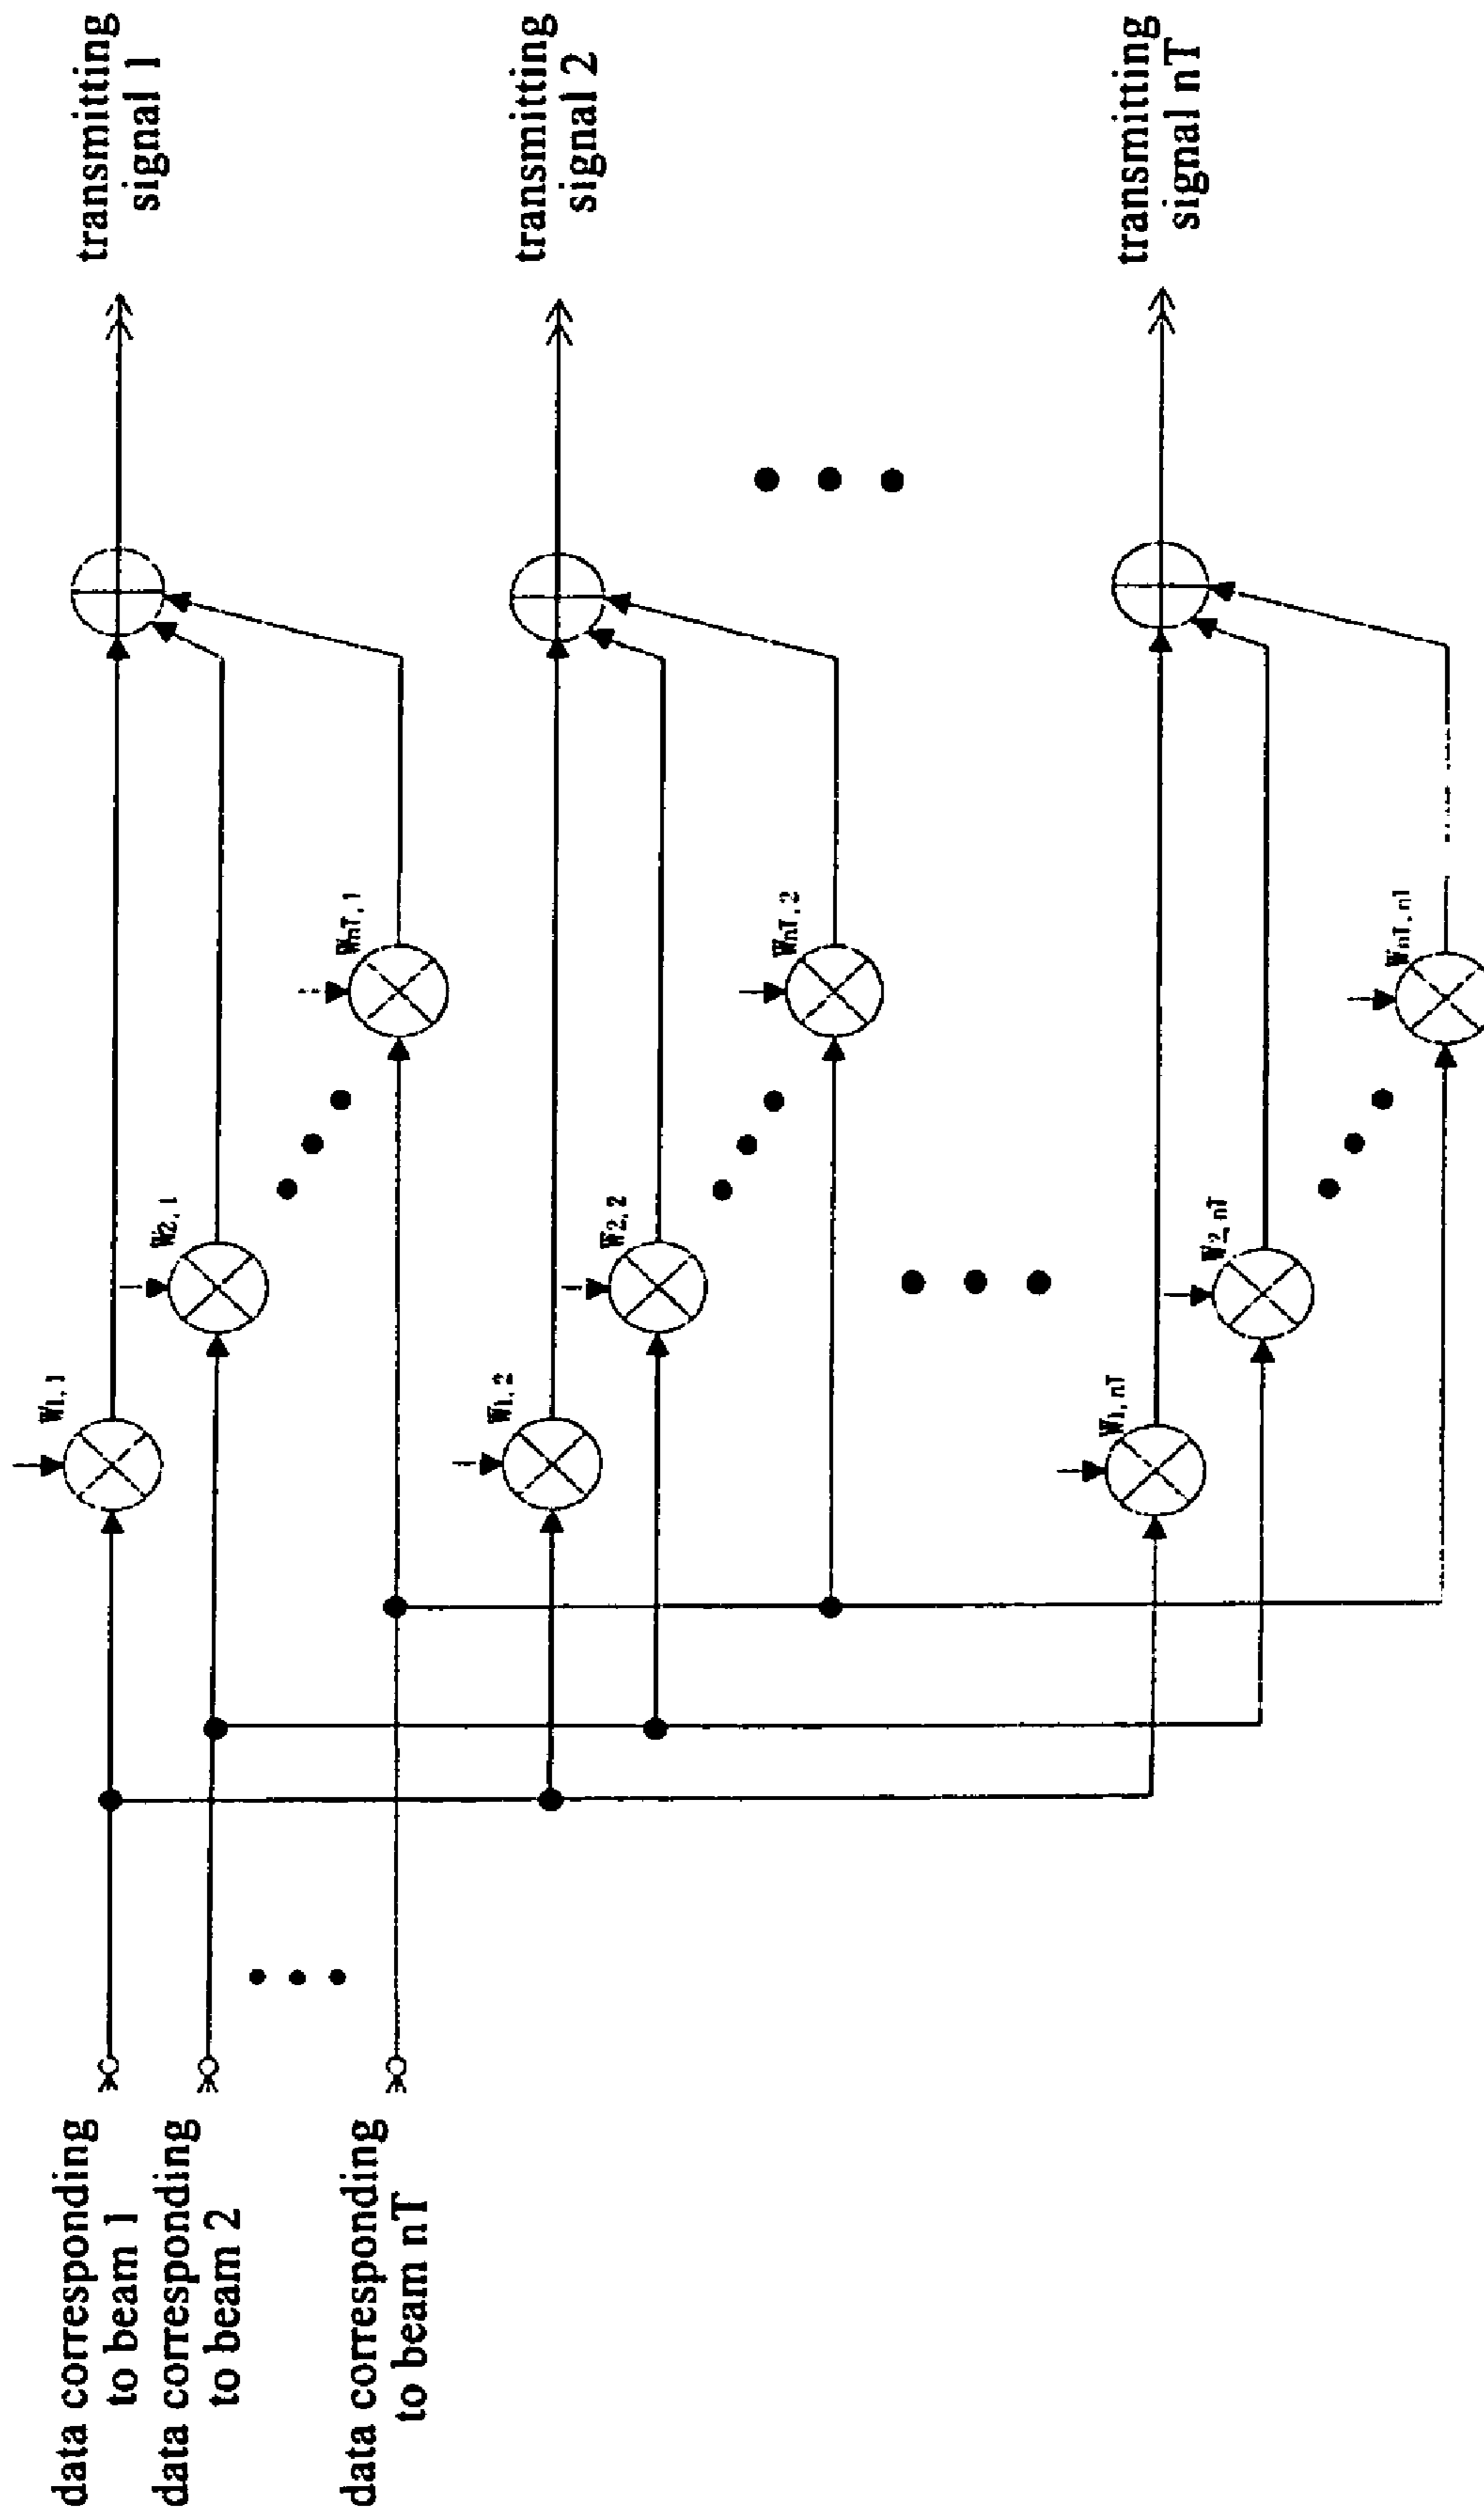 data corresponding
to beam 1
data corresponding
to beam 2
data corresponding
to beam nT
W1,1
W2,1
WnT,1
W1,2
W2,2
WnT,2
W1,nT
W2,nT
WnT,nT
transmitting
signal 1
transmitting
signal 2
transmitting
signal nT